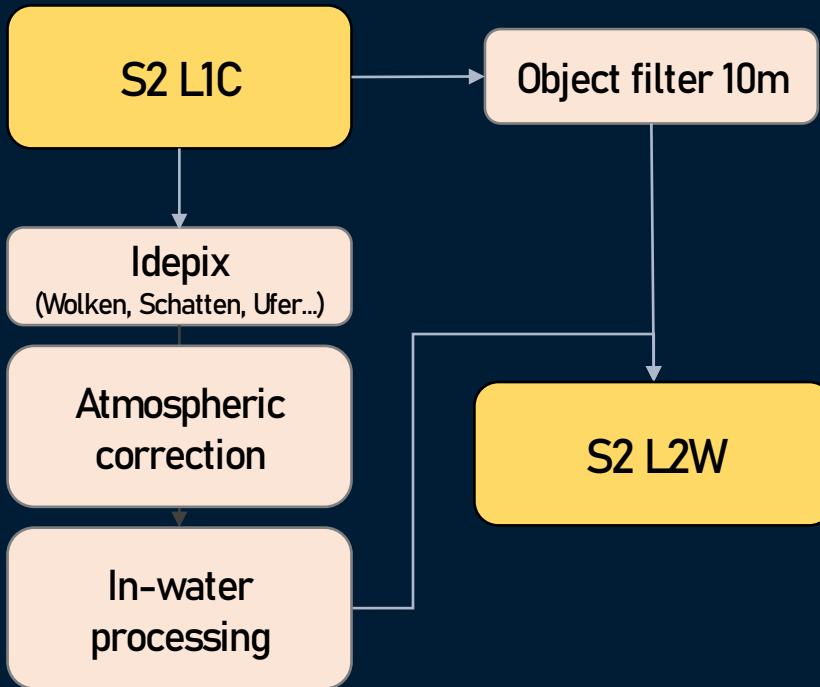 S2 L1C
Object filter 10m
Idepix
(Wolken, Schatten, Ufer...)
Atmospheric
correction
S2 L2W
In-water
processing